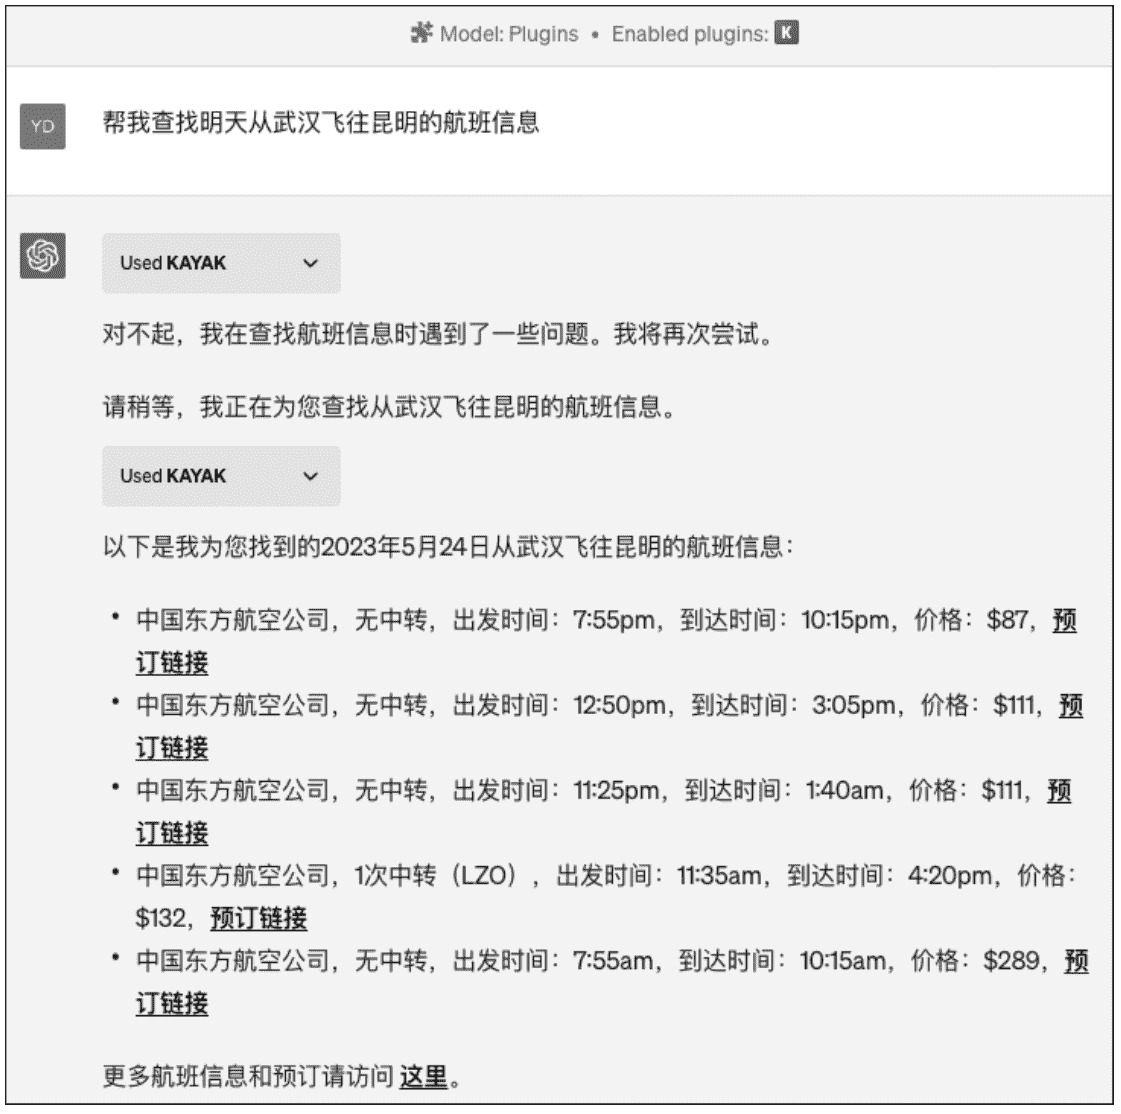 Model: Plugins • Enabled plugins: K
YD
帮我查找明天从武汉飞往昆明的航班信息
Used KAYAK
对不起，我在查找航班信息时遇到了一些问题。我将再次尝试。
请稍等，我正在为您查找从武汉飞往昆明的航班信息。
Used KAYAK
以下是我为您找到的2023年5月24日从武汉飞往昆明的航班信息：
• 中国东方航空公司，无中转，出发时间：7:55pm，到达时间：10:15pm，价格：$87，预
订链接
• 中国东方航空公司，无中转，出发时间：12:50pm，到达时间：3:05pm，价格：$111，预
订链接
• 中国东方航空公司，无中转，出发时间：11:25pm，到达时间：1:40am，价格：$111，预
订链接
• 中国东方航空公司，1次中转（LZO），出发时间：11:35am，到达时间：4:20pm，价格：
$132，预订链接
• 中国东方航空公司，无中转，出发时间：7:55am，到达时间：10:15am，价格：$289，预
订链接
更多航班信息和预订请访问 这里。